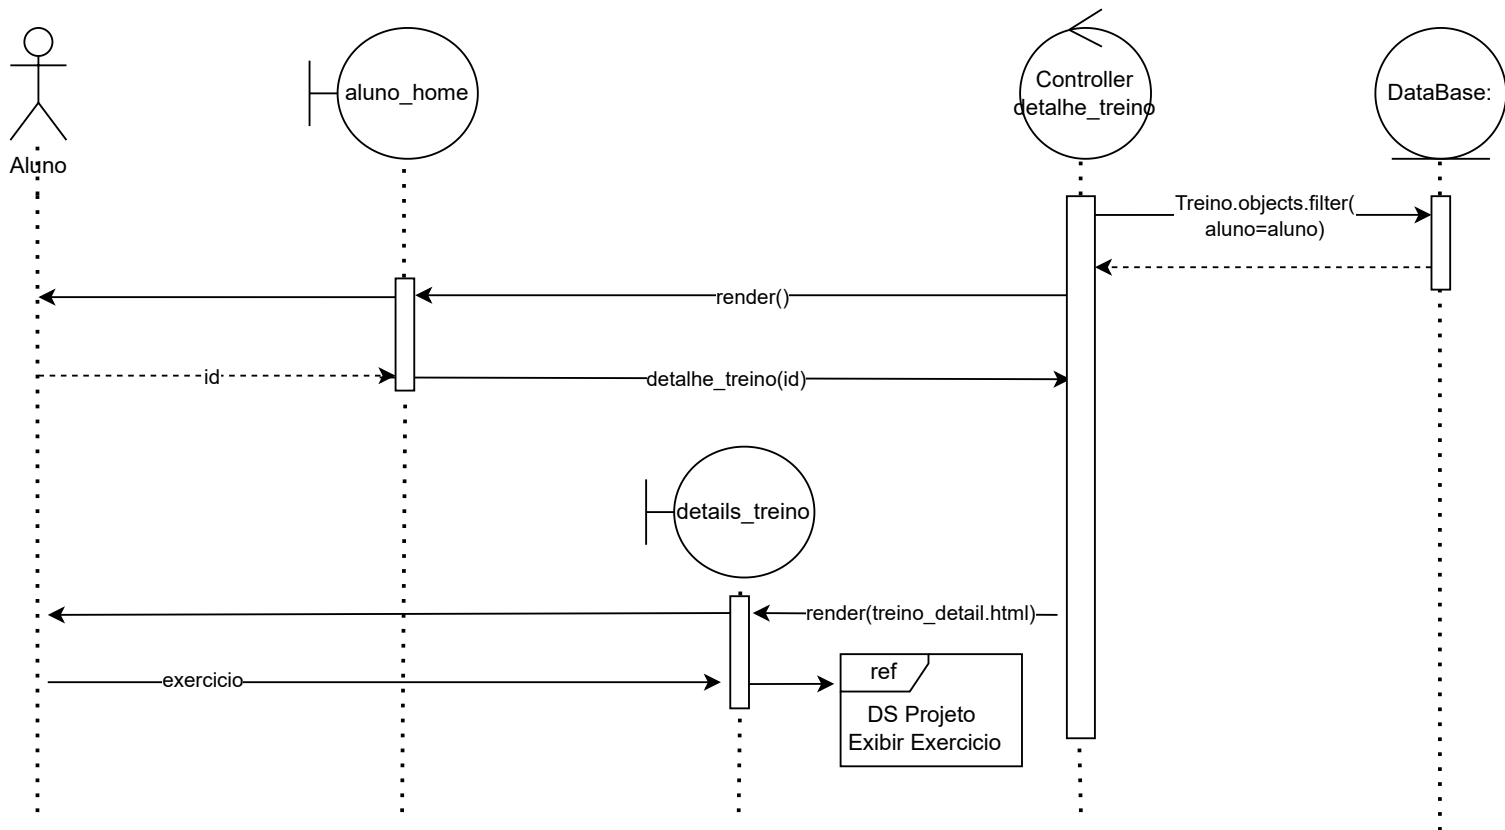 Aluno
aluno_home
Controller
detalhe_treino
DataBase:
Treino.objects.filter(
aluno=aluno)
render()
id
detalhe_treino(id)
details_treino
render(treino_detail.html)
exercicio
ref
DS Projeto
Exibir Exercicio